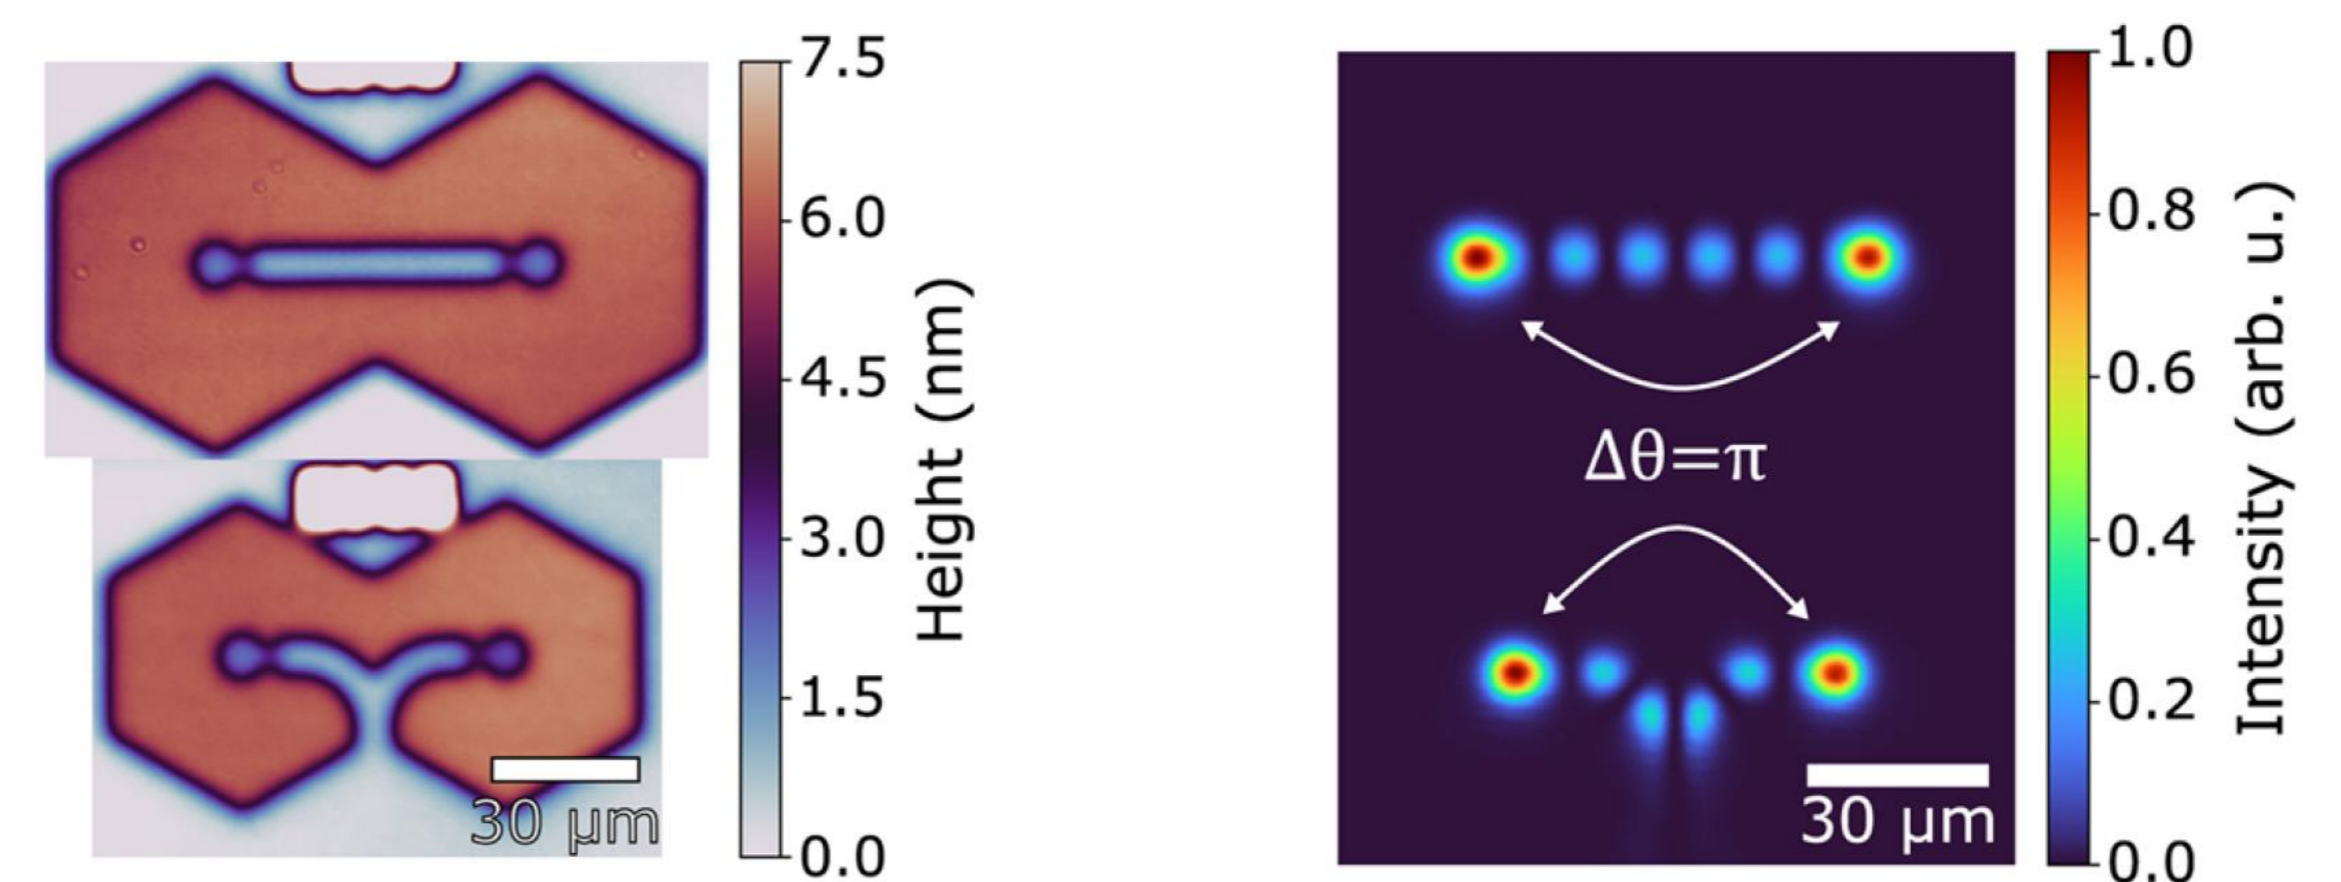 7.5
6.0
4.5
3.0
1.5
0.0
Height (nm)
30 μm
Δθ=π
30 μm
1.0
0.8
0.6
0.4
0.2
0.0
Intensity (arb. u.)